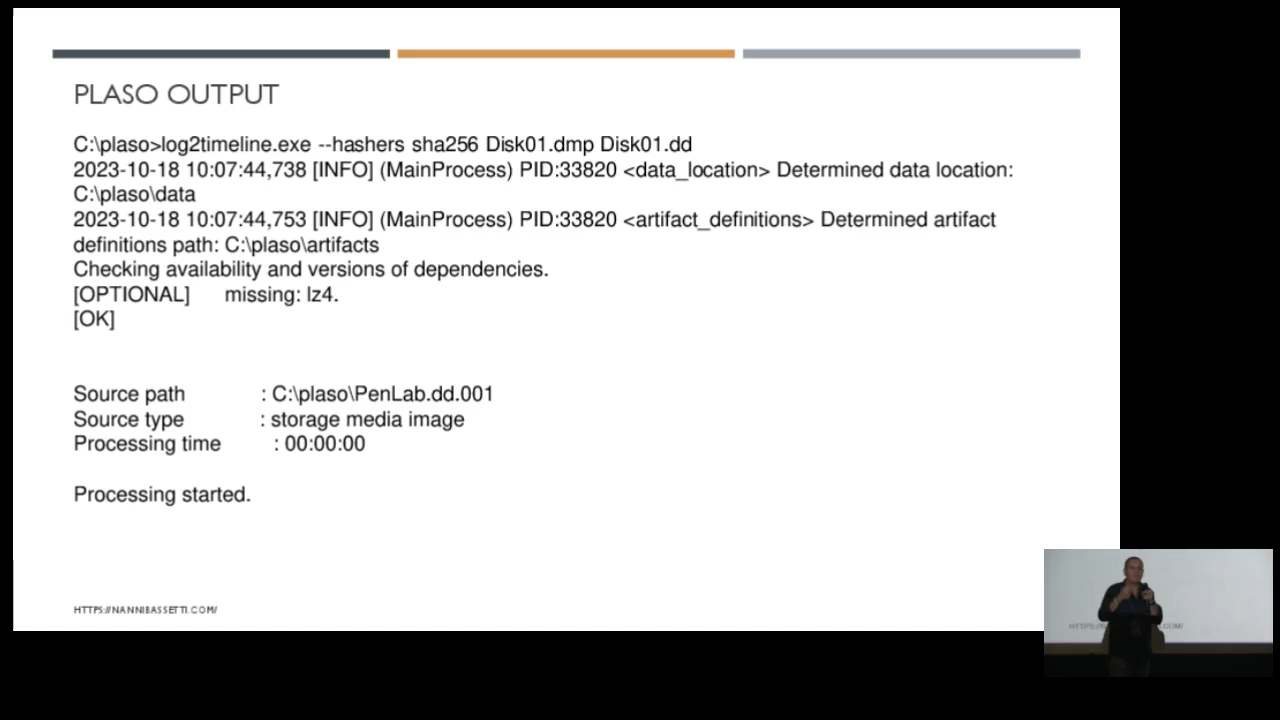 PLASO OUTPUT
C:\plaso>log2timeline.exe --hashers sha256 Disk01.dmp Disk01.dd
2023-10-18 10:07:44,738 [INFO] (MainProcess) PID:33820 <data_location> Determined data location:
C:\plaso\data
2023-10-18 10:07:44,753 [INFO] (MainProcess) PID:33820 <artifact_definitions> Determined artifact
definitions path: C:\plaso\artifacts
Checking availability and versions of dependencies.
[OPTIONAL] missing: lz4.
[OK]
Source path : C:\plaso\PenLab.dd.001
Source type : storage media image
Processing time : 00:00:00
Processing started.
HTTPS://NANNIBASSETTI.COM/